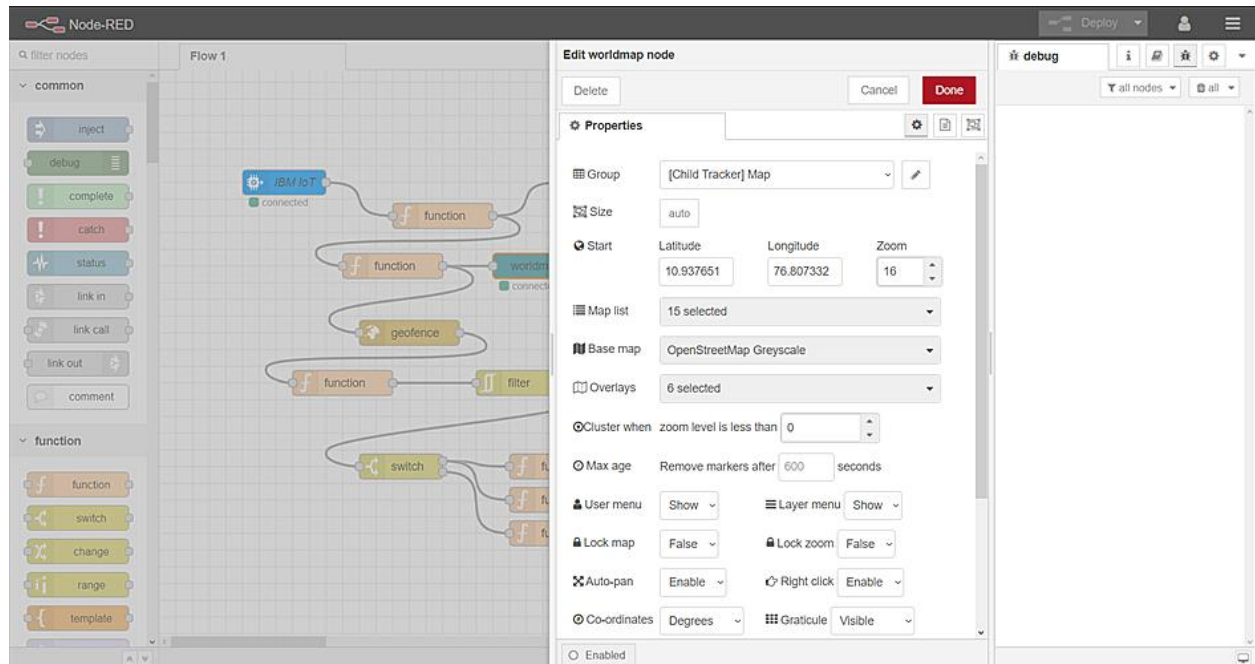 Node-RED
Deploy
filter nodes
Flow 1
Edit worldmap node
debug
i
common
Delete
Cancel
Done
all nodes
all
inject
Properties
debug
Group
[Child Tracker] Map
IBM IoT
complete
connected
function
Size
auto
catch
Start
Latitude
Longitude
Zoom
status
function
worldm
10.937651
76.807332
16
connect
link in
Map list
15 selected
link call
geofence
Base map
OpenStreetMap Greyscale
link out
function
filter
Overlays
6 selected
comment
Cluster when zoom level is less than 0
function
switch
Max age
Remove markers after 600 seconds
function
User menu
Show
Layer menu
Show
switch
Lock map
False
Lock zoom
False
change
Auto-pan
Enable
Right click
Enable
range
template
Co-ordinates
Degrees
Graticule
Visible
Enabled